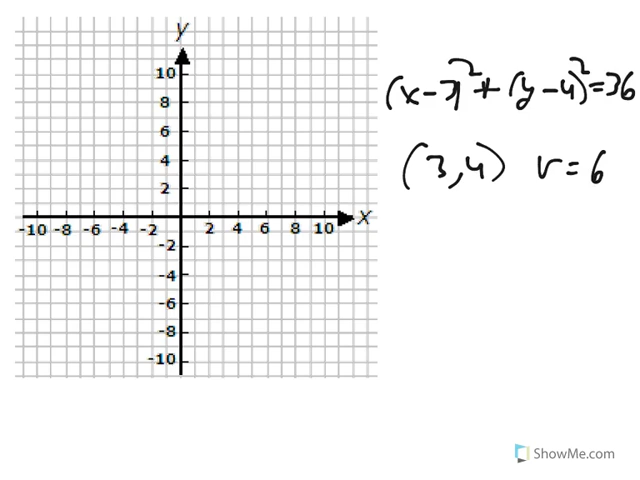 y
10
8
6
4
2
-10 -8 -6 -4 -2 2 4 6 8 10 x
-2
-4
-6
-8
-10
(x-3)²+(y-4)²=36
(3,4) r=6
ShowMe.com